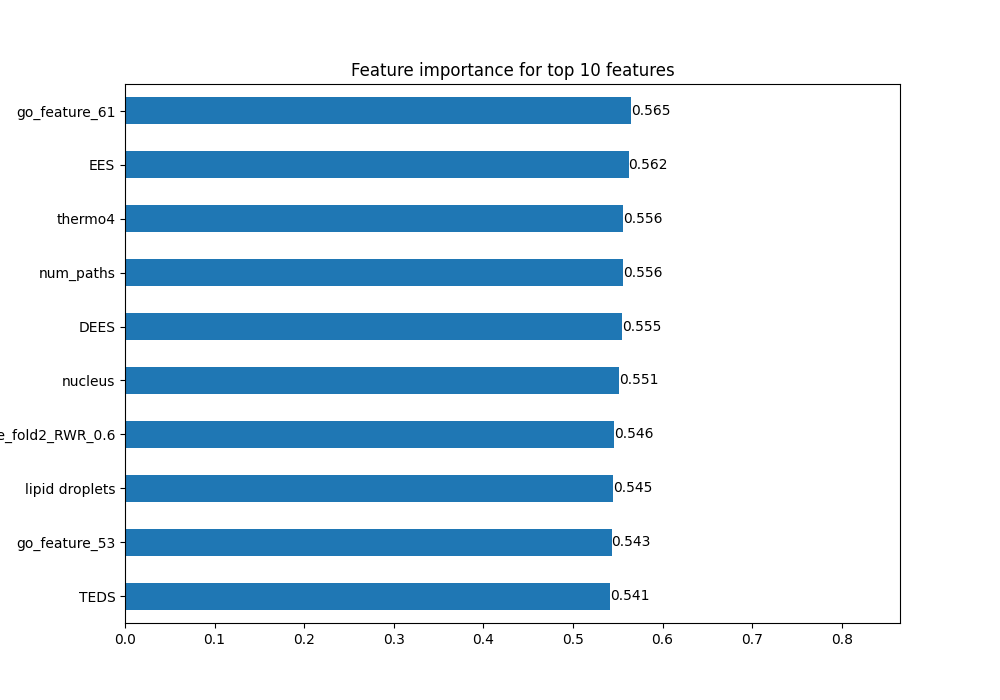 Feature importance for top 10 features
go_feature_61 0.565
EES 0.562
thermo4 0.556
num_paths 0.556
DEES 0.555
nucleus 0.551
e_fold2_RWR_0.6 0.546
lipid droplets 0.545
go_feature_53 0.543
TEDS 0.541
0.0 0.1 0.2 0.3 0.4 0.5 0.6 0.7 0.8